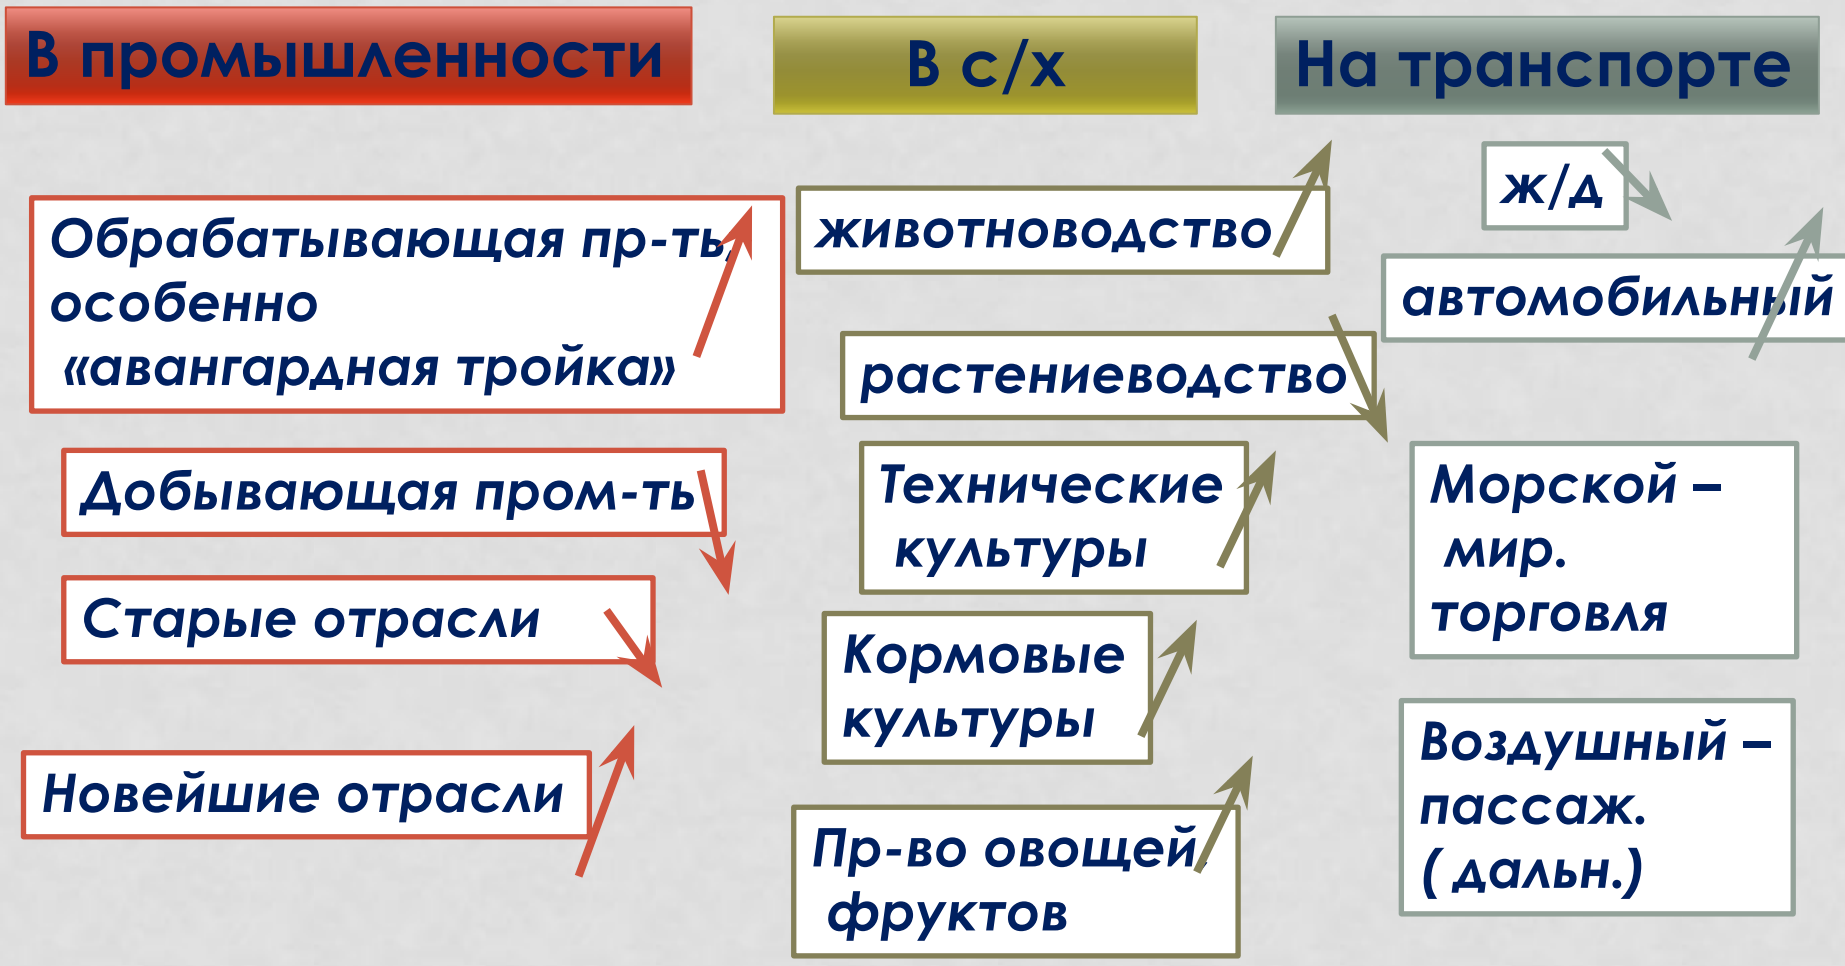 В промышленности
Обрабатывающая пр-ть,
особенно
«авангардная тройка»
Добывающая пром-ть
Старые отрасли
Новейшие отрасли
В с/х
животноводство
растениеводство
Технические
культуры
Кормовые
культуры
Пр-во овощей,
фруктов
На транспорте
ж/д
автомобильный
Морской –
мир.
торговля
Воздушный –
пассаж.
( дальн.)